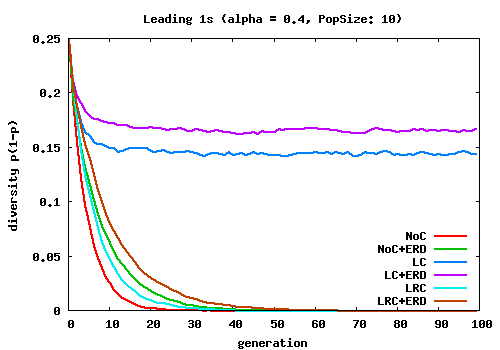 Leading 1s (alpha = 0.4, PopSize: 10)
0.25
0.2
0.15
0.1
0.05
0
diversity p(1-p)
NoC
NoC+ERD
LC
LC+ERD
LRC
LRC+ERD
0 10 20 30 40 50 60 70 80 90 100
generation